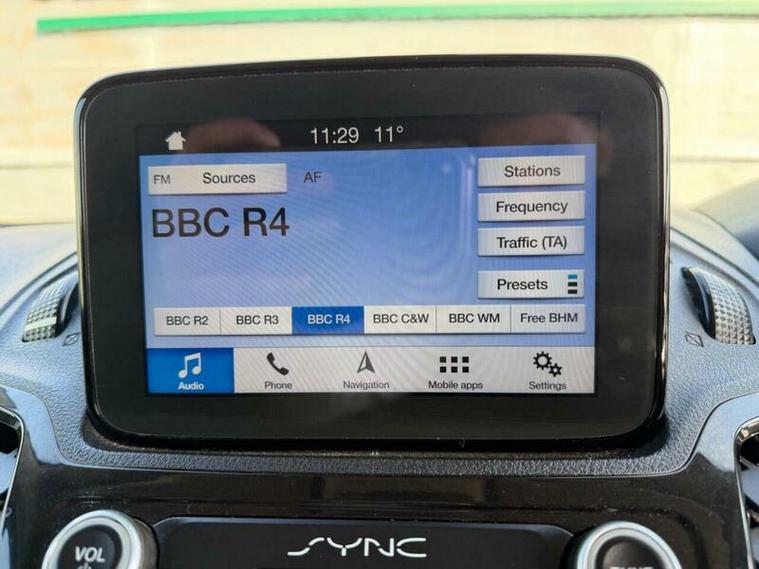 11:29 11°
FM Sources AF
Stations
BBC R4
Frequency
Traffic (TA)
Presets
BBC R2 BBC R3 BBC R4 BBC C&W BBC WM Free BHM
Audio Phone Navigation Mobile apps Settings
VOL SYNC